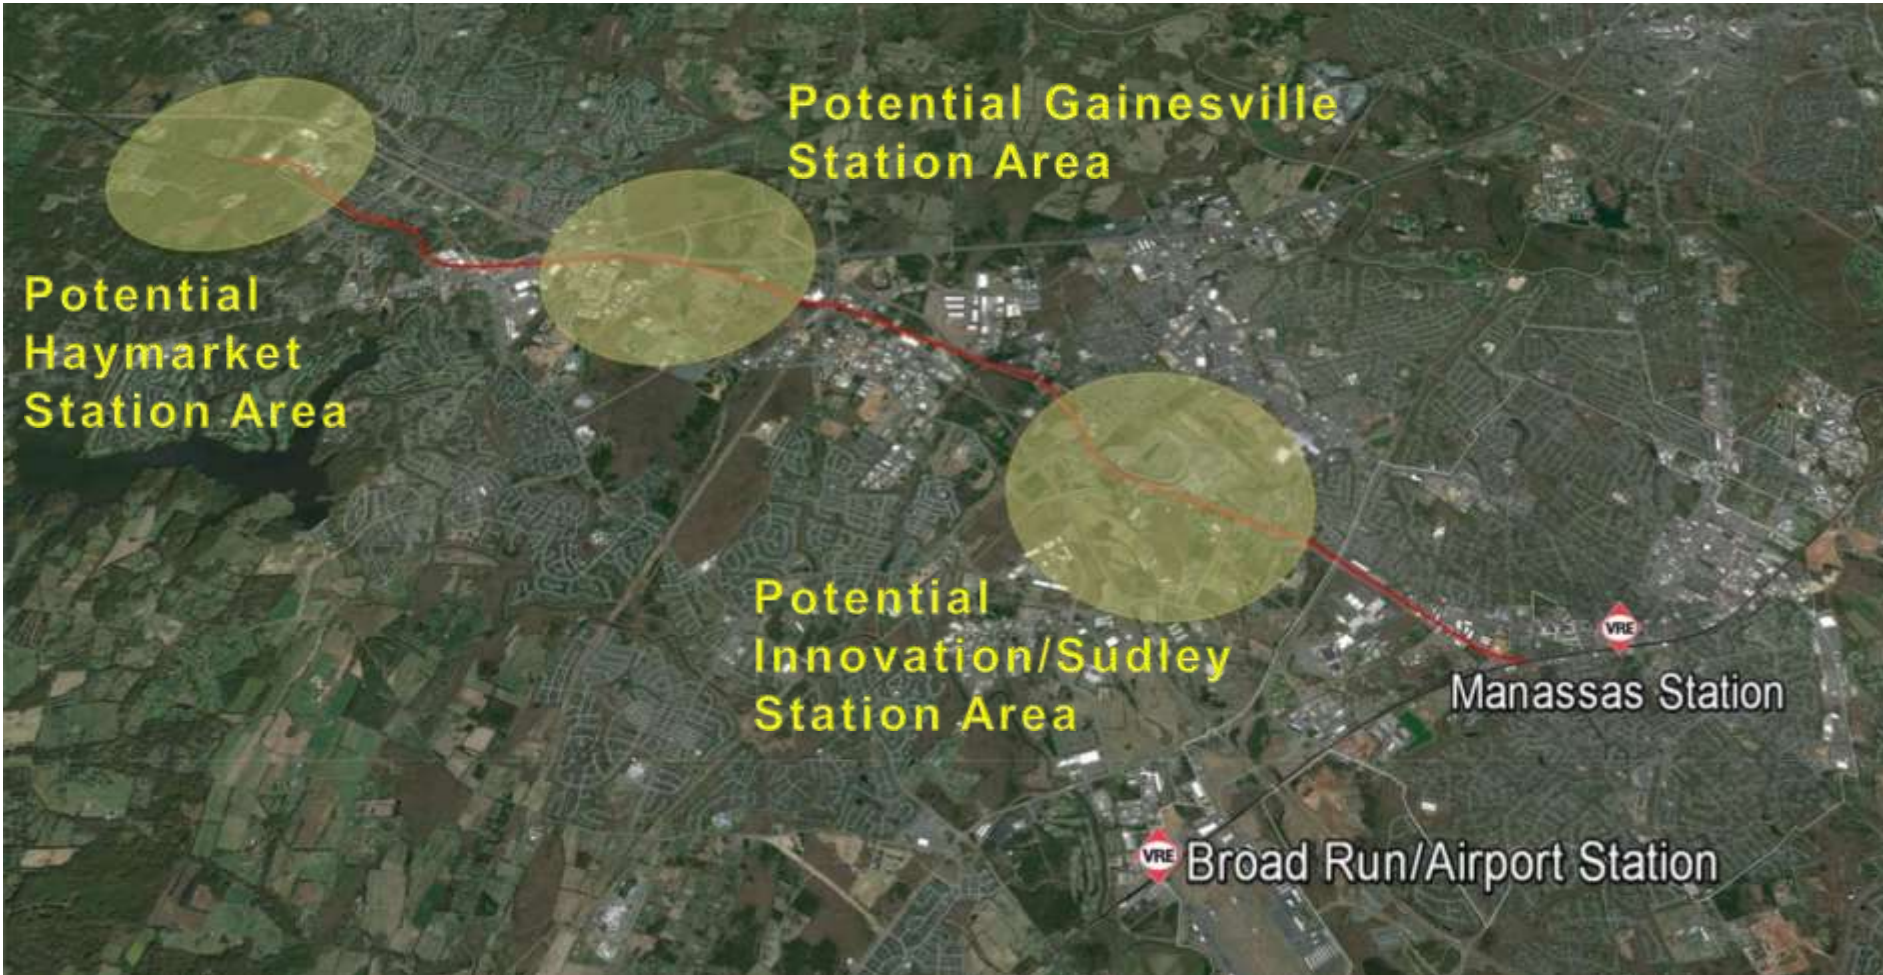 Potential Gainesville
Station Area
Potential
Haymarket
Station Area
Potential
Innovation/Sudley
Station Area
VRE
Manassas Station
VRE
Broad Run/Airport Station